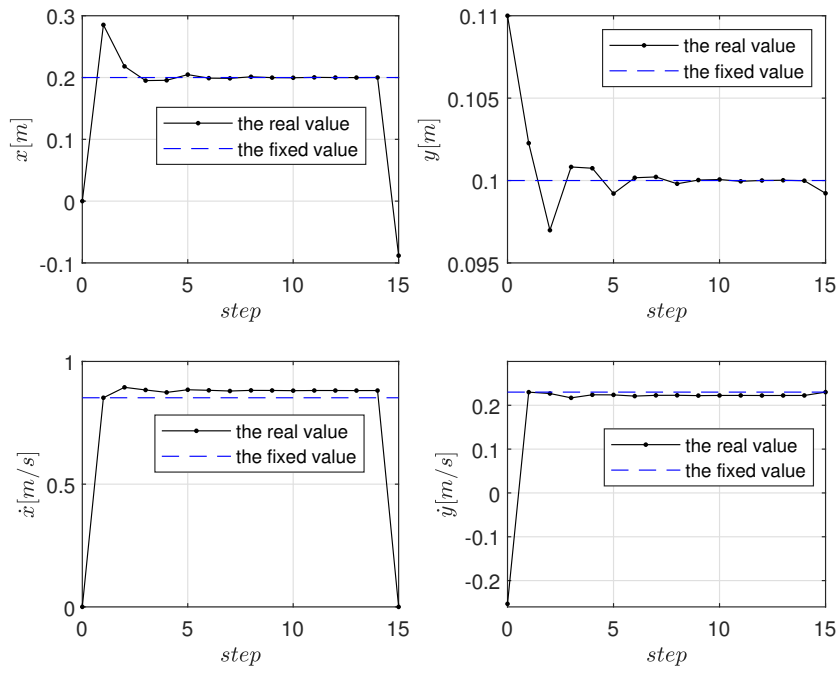 0.3
0.2
0.1
0
-0.1
x[m]
the real value
the fixed value
0
5
10
15
step
0.11
0.105
0.1
0.095
y[m]
the real value
the fixed value
0
5
10
15
step
1
0.5
0
ẋ[m/s]
the real value
the fixed value
0
5
10
15
step
0.2
0.1
0
-0.1
-0.2
ẏ[m/s]
the real value
the fixed value
0
5
10
15
step